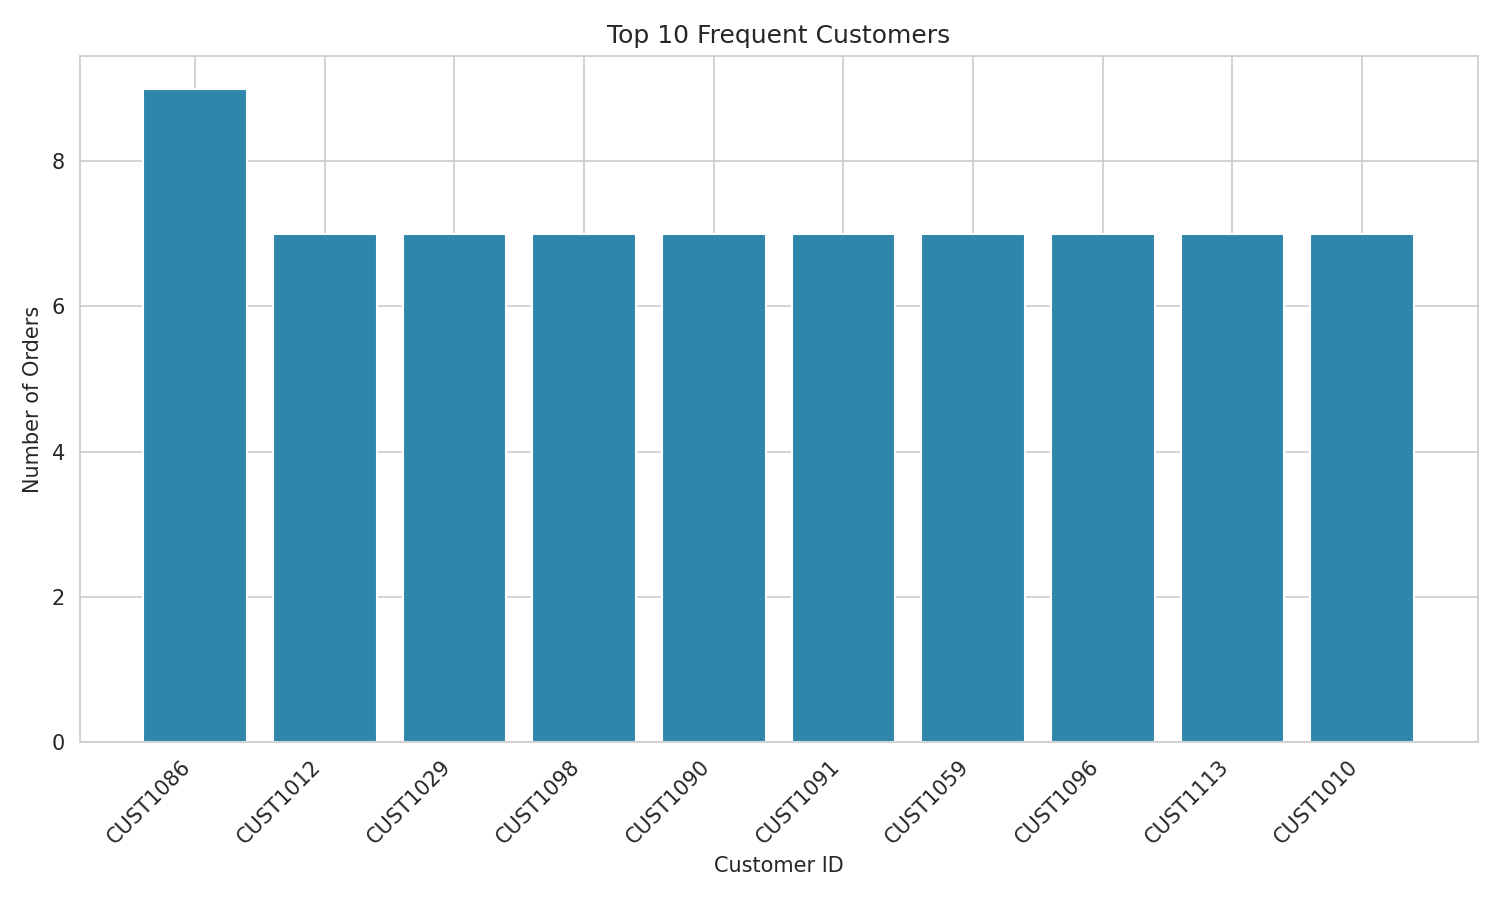 Top 10 Frequent Customers
Number of Orders
8
6
4
2
0
CUST1086
CUST1012
CUST1029
CUST1098
CUST1090
CUST1091
CUST1059
CUST1096
CUST1113
CUST1010
Customer ID